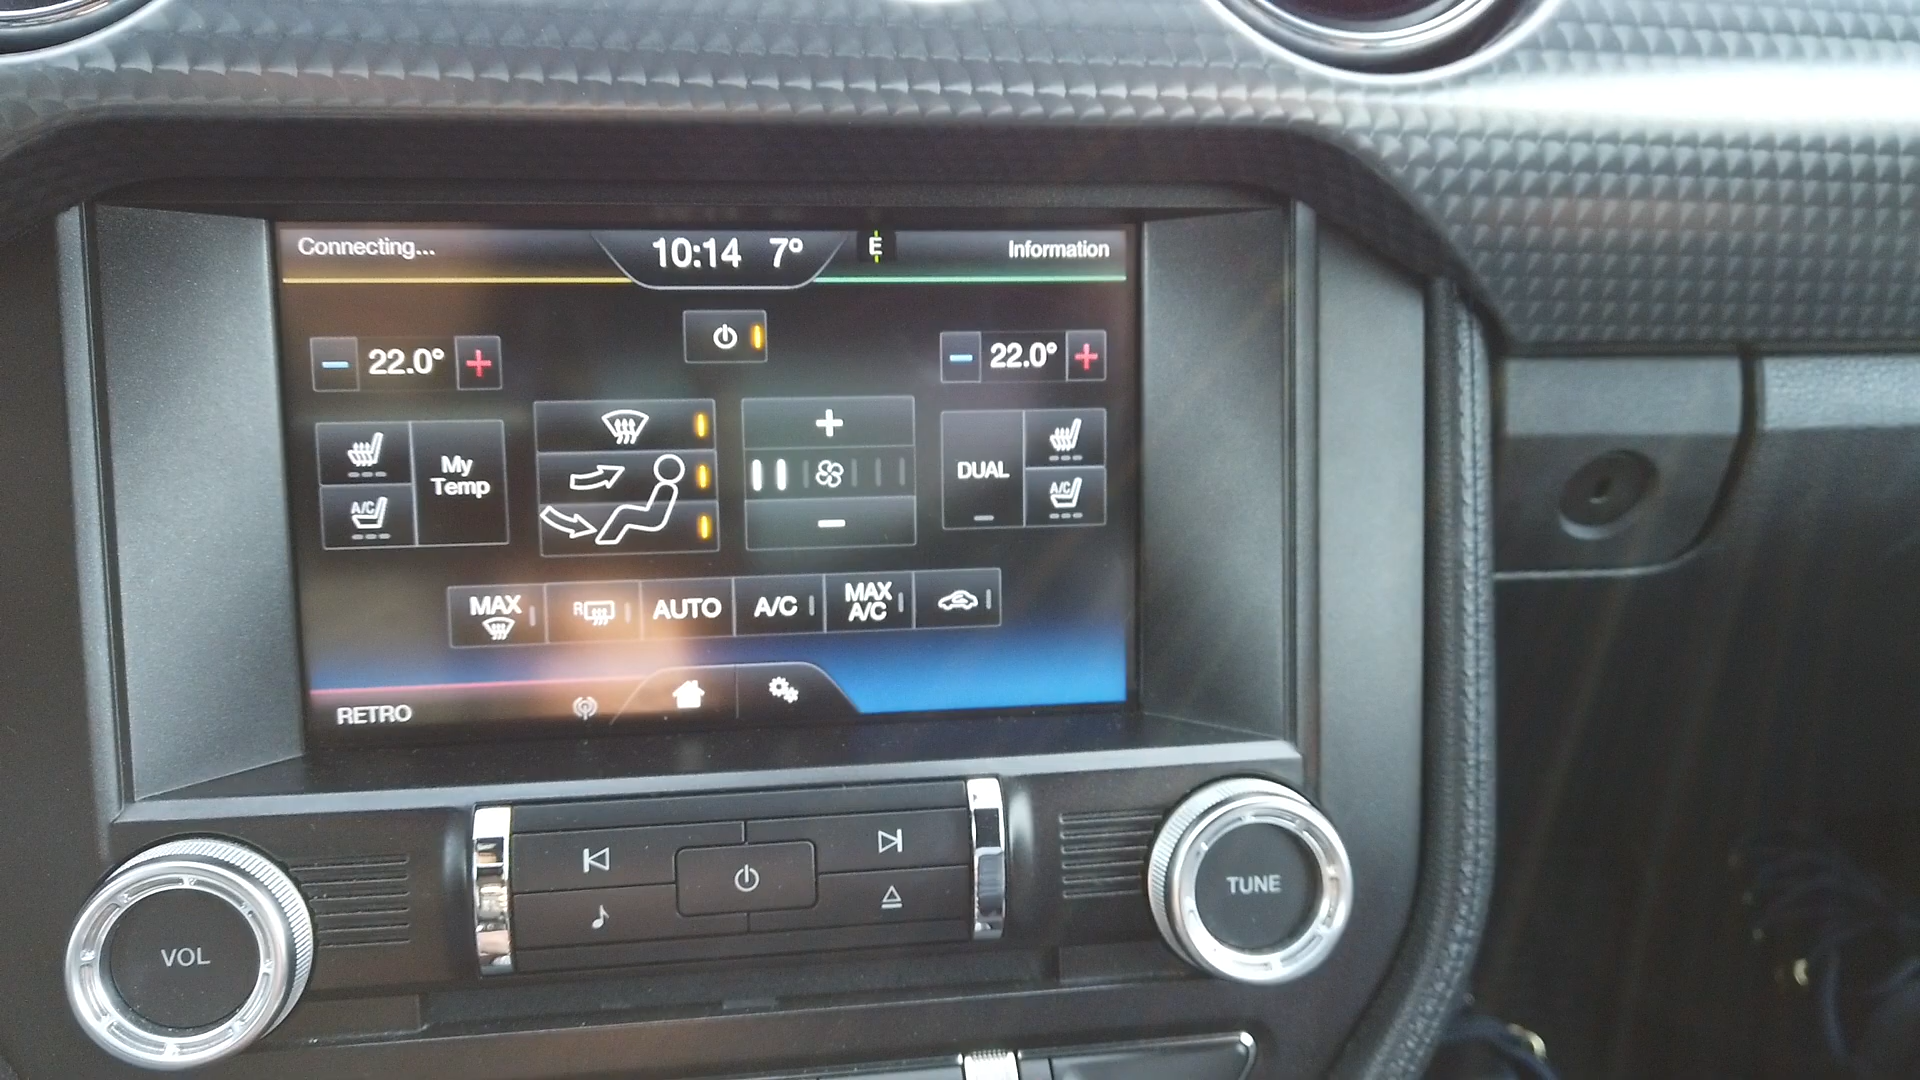 Connecting...
10:14 7°
E
Information
22.0°
22.0°
My
Temp
A/C
DUAL
A/C
MAX
R
AUTO
A/C
MAX
A/C
RETRO
VOL
TUNE